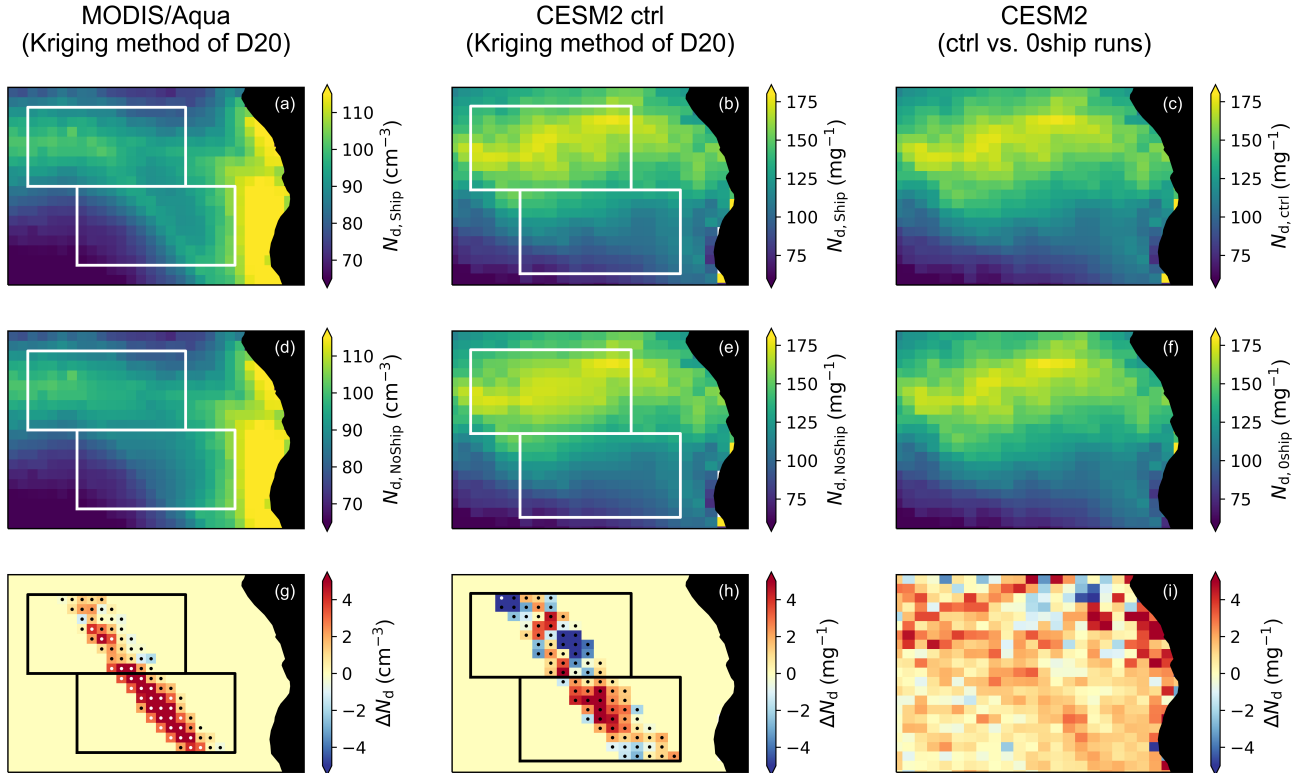 MODIS/Aqua
(Kriging method of D20)
CESM2 ctrl
(Kriging method of D20)
CESM2
(ctrl vs. 0ship runs)
(a)
110
100
90
80
70
N_d, Ship (cm⁻³)
(b)
175
150
125
100
75
N_d, Ship (mg⁻¹)
(c)
175
150
125
100
75
N_d, ctrl (mg⁻¹)
(d)
110
100
90
80
70
N_d, NoShip (cm⁻³)
(e)
175
150
125
100
75
N_d, NoShip (mg⁻¹)
(f)
175
150
125
100
75
N_d, 0ship (mg⁻¹)
(g)
4
2
0
−2
−4
ΔN_d (cm⁻³)
(h)
4
2
0
−2
−4
ΔN_d (mg⁻¹)
(i)
4
2
0
−2
−4
ΔN_d (mg⁻¹)